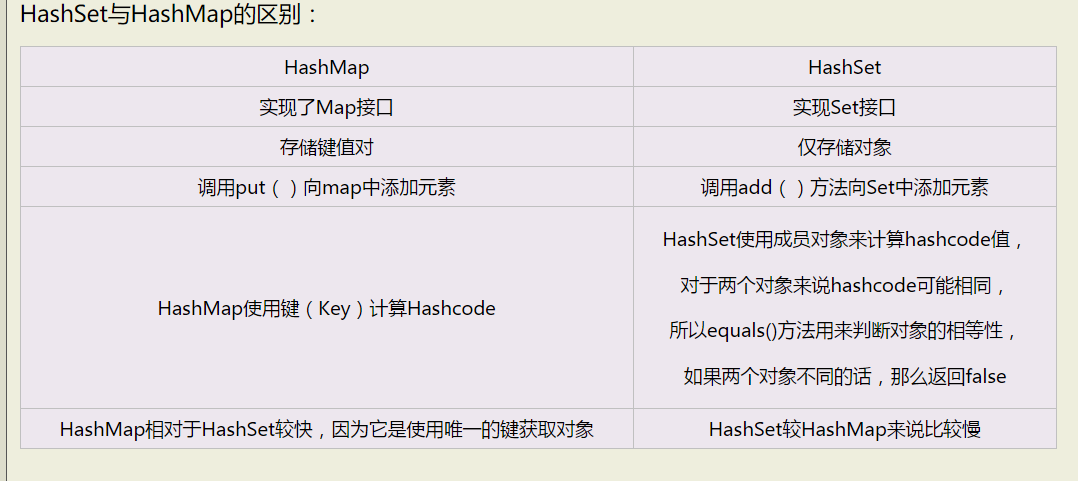 HashSet与HashMap的区别：
HashMap
HashSet
实现了Map接口
实现Set接口
存储键值对
仅存储对象
调用put（）向map中添加元素
调用add（）方法向Set中添加元素
HashMap使用键（Key）计算Hashcode
HashSet使用成员对象来计算hashcode值，
对于两个对象来说hashcode可能相同，
所以equals()方法用来判断对象的相等性，
如果两个对象不同的话，那么返回false
HashMap相对于HashSet较快，因为它是使用唯一的键获取对象
HashSet较HashMap来说比较慢